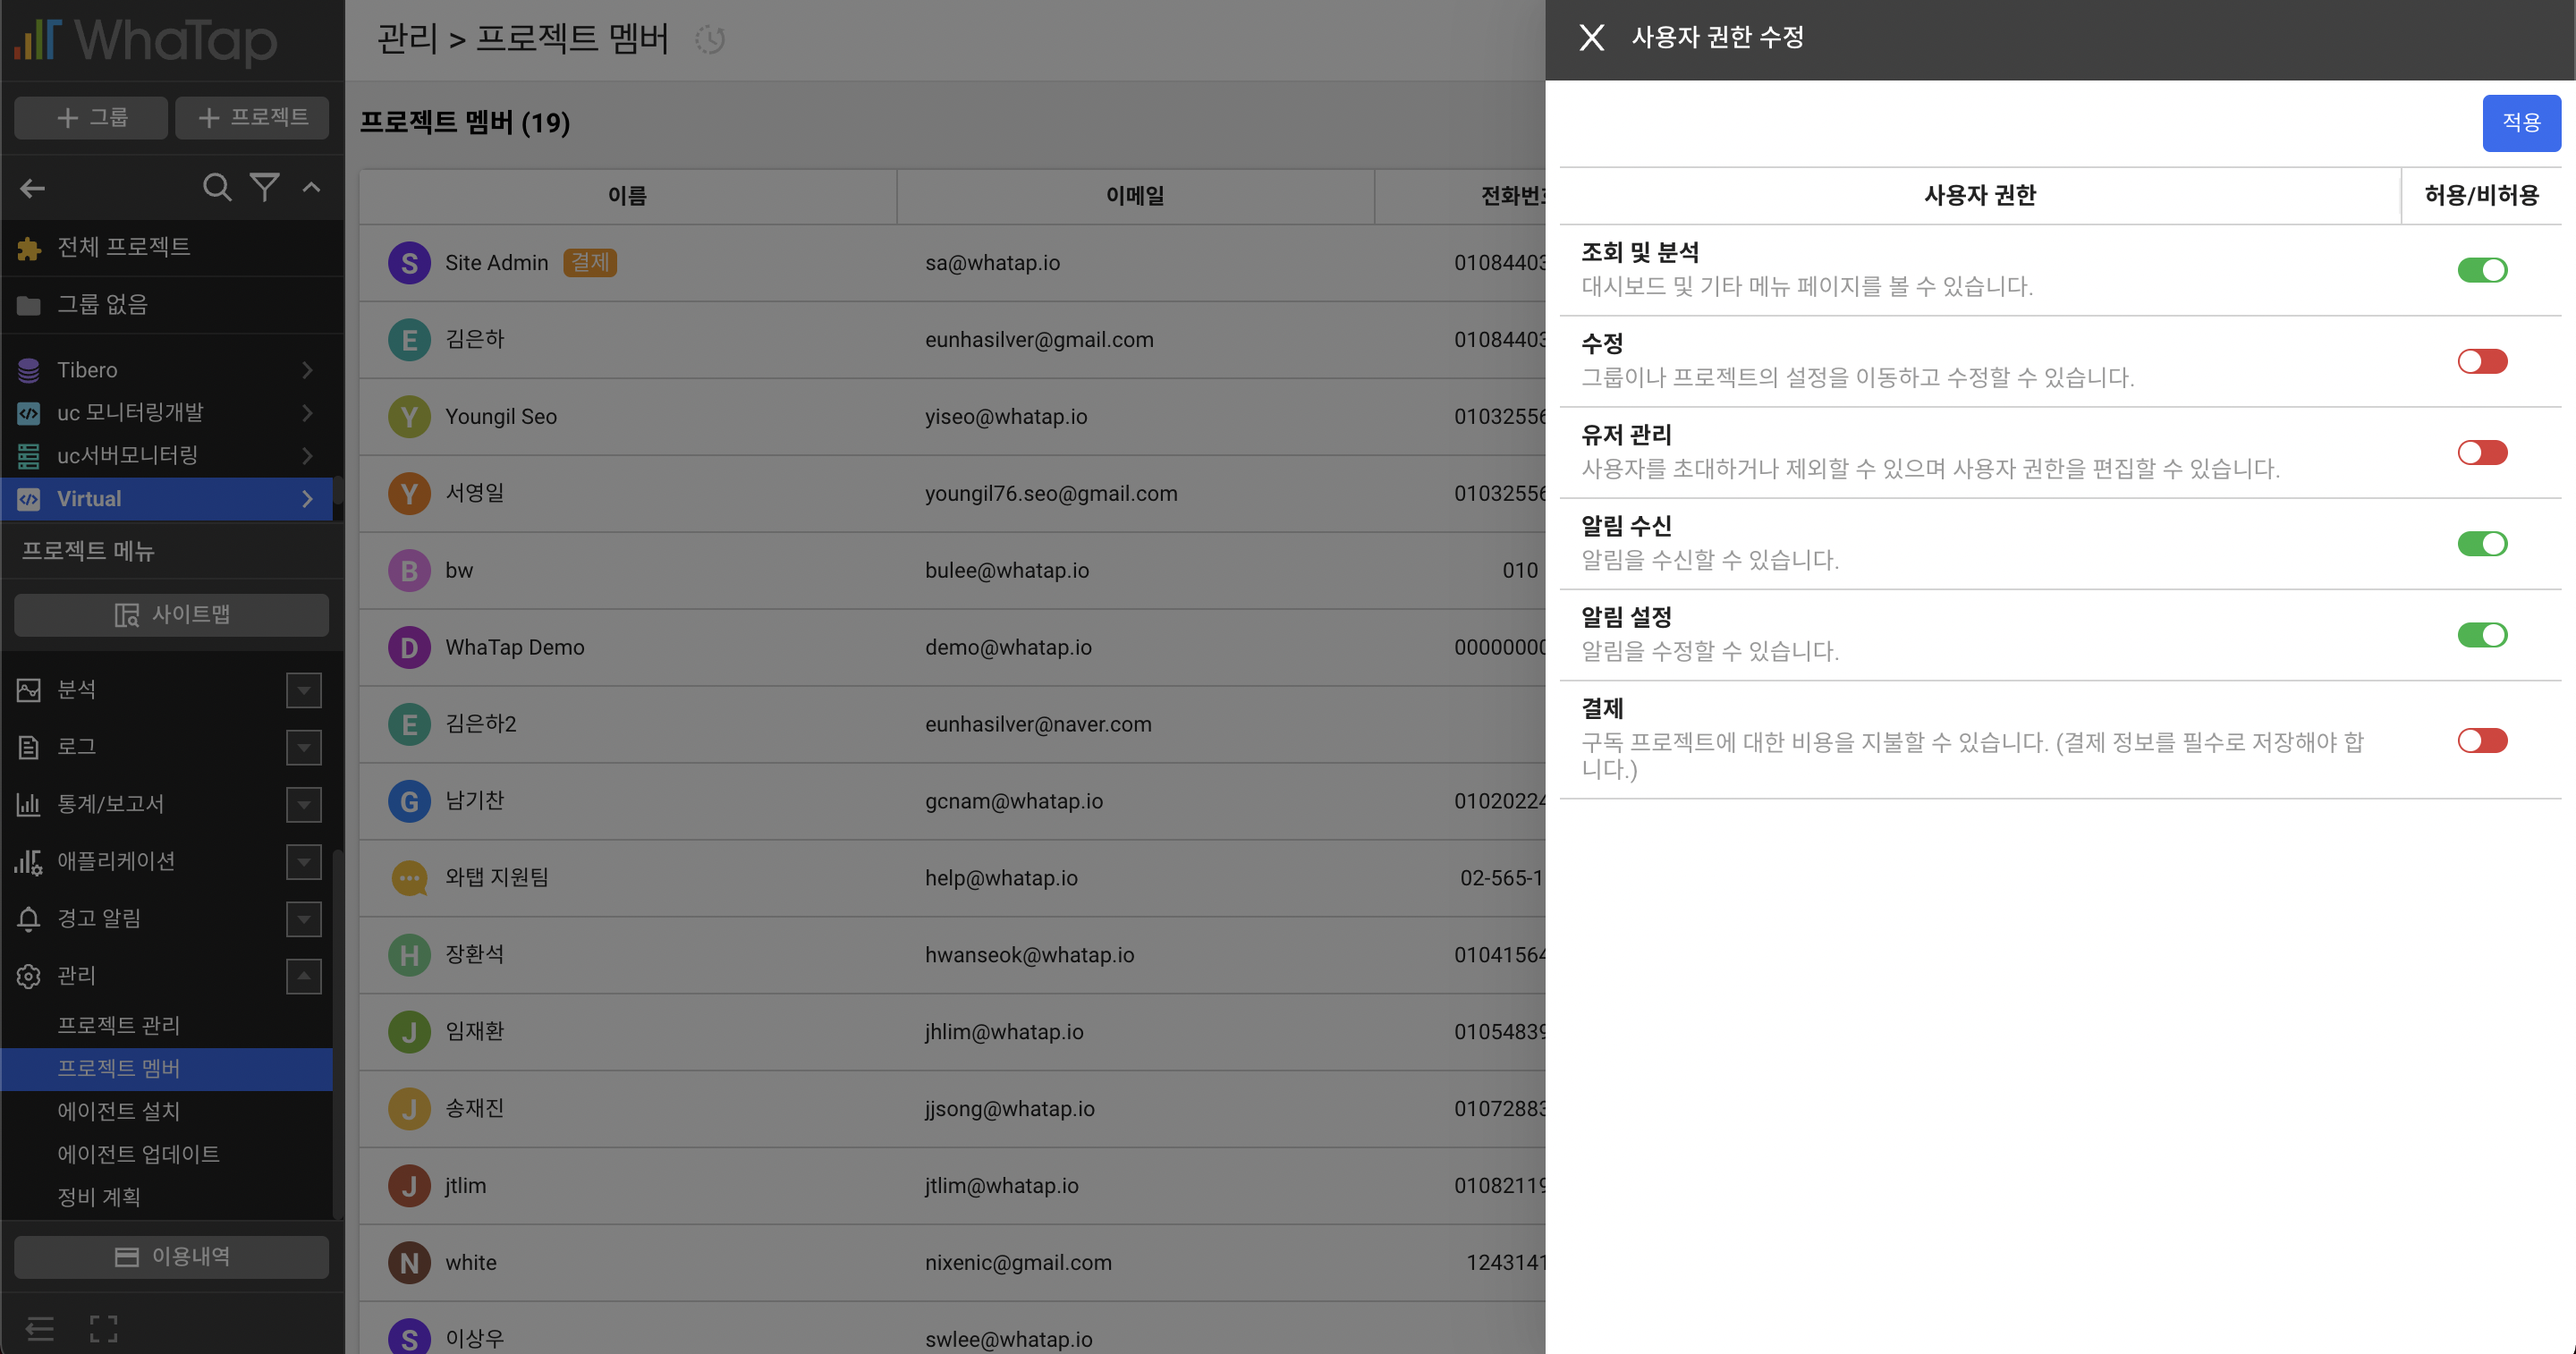 WhaTap
그룹
프로젝트
전체 프로젝트
그룹 없음
Tibero
uc 모니터링개발
uc서버모니터링
Virtual
프로젝트 메뉴
사이트맵
분석
로그
통계/보고서
애플리케이션
경고 알림
관리
프로젝트 관리
프로젝트 멤버
에이전트 설치
에이전트 업데이트
정비 계획
이용내역
관리 > 프로젝트 멤버
프로젝트 멤버 (19)
이름 이메일
S Site Admin 결제 sa@whatap.io 01084403
E 김은하 eunhasilver@gmail.com 01084403
Y Youngil Seo yiseo@whatap.io 01032556
Y 서영일 youngil76.seo@gmail.com 01032556
B bw bulee@whatap.io 010
D WhaTap Demo demo@whatap.io 00000000
E 김은하2 eunhasilver@naver.com
G 남기찬 gcnam@whatap.io 01020224
와탭 지원팀 help@whatap.io 02-565-1
H 장환석 hwanseok@whatap.io 01041564
J 임재환 jhlim@whatap.io 01054839
J 송재진 jjsong@whatap.io 01072883
J jtlim jtlim@whatap.io 01082119
N white nixenic@gmail.com 1243141
S 이상우 swlee@whatap.io
사용자 권한 수정
적용
사용자 권한 허용/비허용
조회 및 분석
대시보드 및 기타 메뉴 페이지를 볼 수 있습니다.
수정
그룹이나 프로젝트의 설정을 이동하고 수정할 수 있습니다.
유저 관리
사용자를 초대하거나 제외할 수 있으며 사용자 권한을 편집할 수 있습니다.
알림 수신
알림을 수신할 수 있습니다.
알림 설정
알림을 수정할 수 있습니다.
결제
구독 프로젝트에 대한 비용을 지불할 수 있습니다. (결제 정보를 필수로 저장해야 합
니다.)